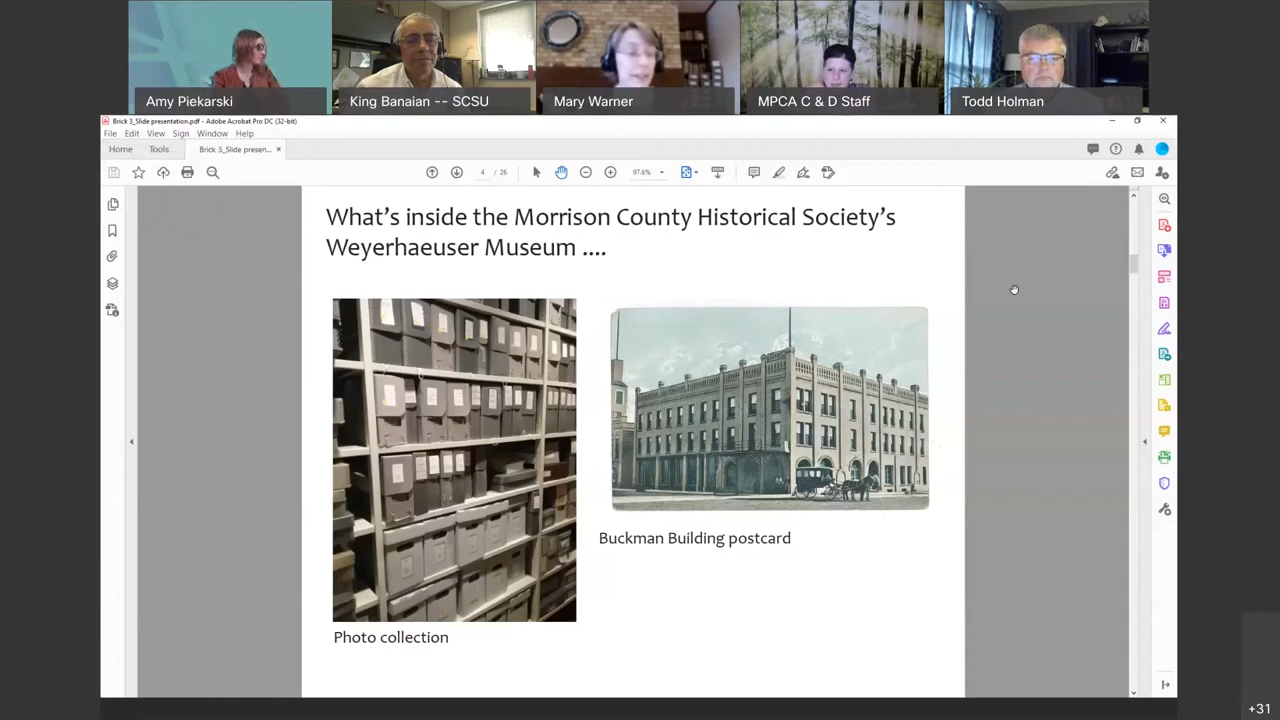 Amy Piekarski
King Banaian -- SCSU
Mary Warner
MPCA C & D Staff
Todd Holman
Brick 3_Slide presentation.pdf - Adobe Acrobat Pro DC (32-bit)
File Edit View Sign Window Help
Home Tools Brick 3_Slide presen... ×
4 / 26 97.6%
What's inside the Morrison County Historical Society's
Weyerhaeuser Museum ....
Buckman Building postcard
Photo collection
+31